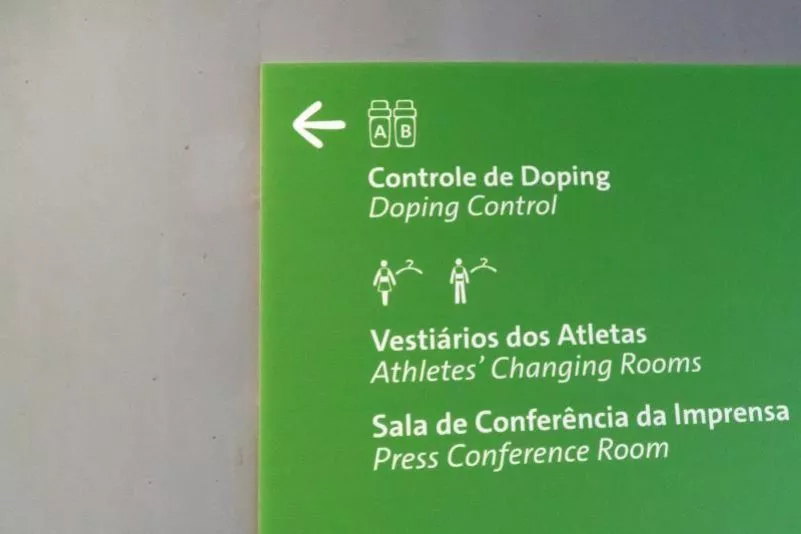 A B
Controle de Doping
Doping Control
Vestiários dos Atletas
Athletes' Changing Rooms
Sala de Conferência da Imprensa
Press Conference Room